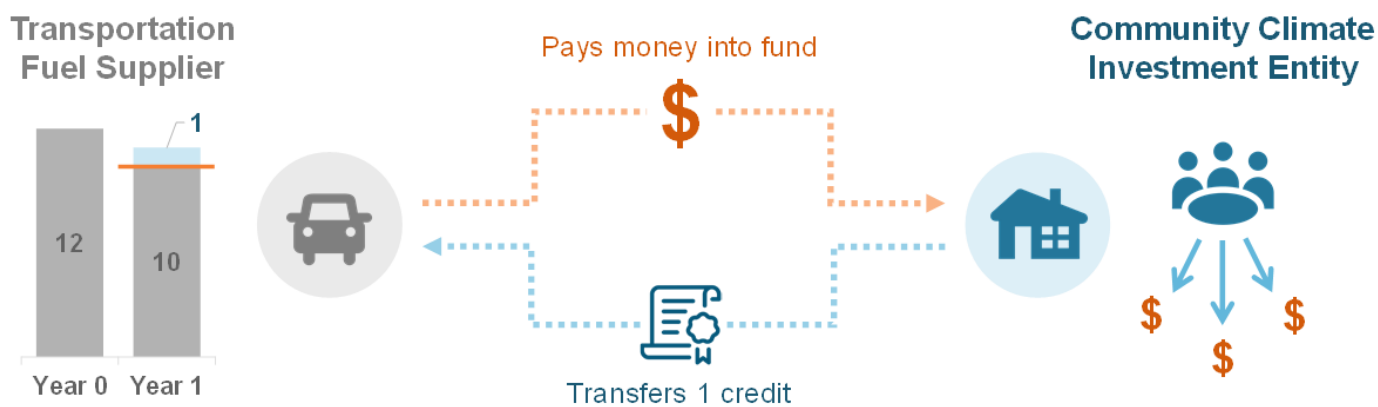 Transportation
Fuel Supplier
1
12
10
Year 0
Year 1
Pays money into fund
$
Transfers 1 credit
Community Climate
Investment Entity
$
$
$